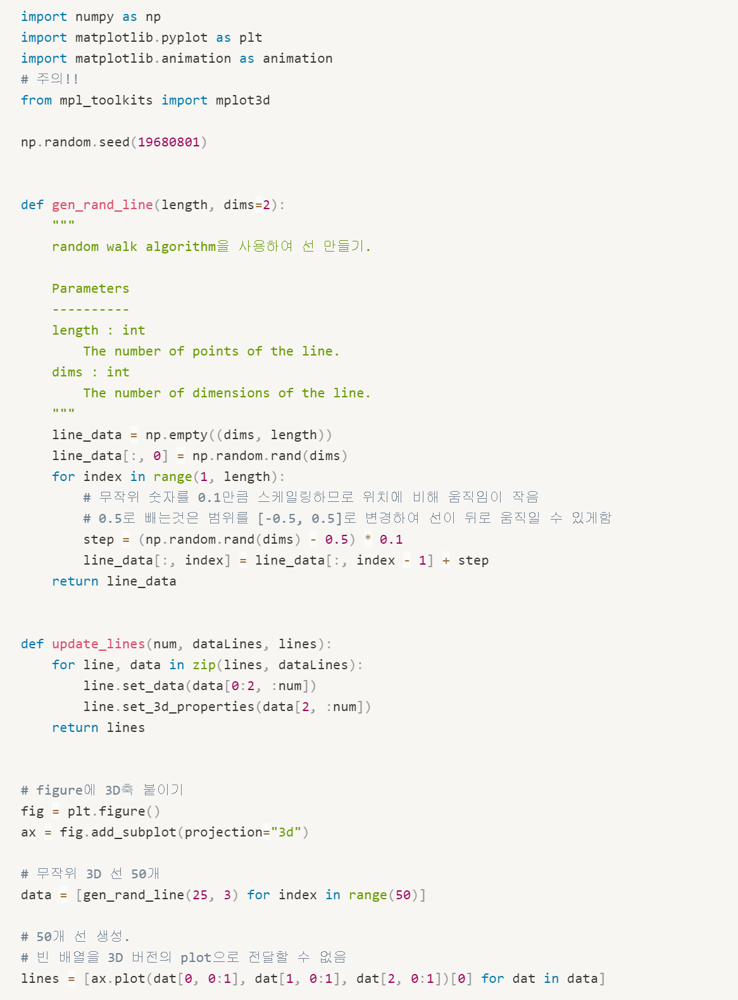 import numpy as np
import matplotlib.pyplot as plt
import matplotlib.animation as animation
# 주의!!
from mpl_toolkits import mplot3d

np.random.seed(19680801)


def gen_rand_line(length, dims=2):
    """
    random walk algorithm을 사용하여 선 만들기.

    Parameters
    ----------
    length : int
        The number of points of the line.
    dims : int
        The number of dimensions of the line.
    """
    line_data = np.empty((dims, length))
    line_data[:, 0] = np.random.rand(dims)
    for index in range(1, length):
        # 무작위 숫자를 0.1만큼 스케일링하므로 위치에 비해 움직임이 작음
        # 0.5로 빼는것은 범위를 [-0.5, 0.5]로 변경하여 선이 뒤로 움직일 수 있게함
        step = (np.random.rand(dims) - 0.5) * 0.1
        line_data[:, index] = line_data[:, index - 1] + step
    return line_data


def update_lines(num, dataLines, lines):
    for line, data in zip(lines, dataLines):
        line.set_data(data[0:2, :num])
        line.set_3d_properties(data[2, :num])
    return lines


# figure에 3D축 붙이기
fig = plt.figure()
ax = fig.add_subplot(projection="3d")

# 무작위 3D 선 50개
data = [gen_rand_line(25, 3) for index in range(50)]

# 50개 선 생성.
# 빈 배열을 3D 버전의 plot으로 전달할 수 없음
lines = [ax.plot(dat[0, 0:1], dat[1, 0:1], dat[2, 0:1])[0] for dat in data]